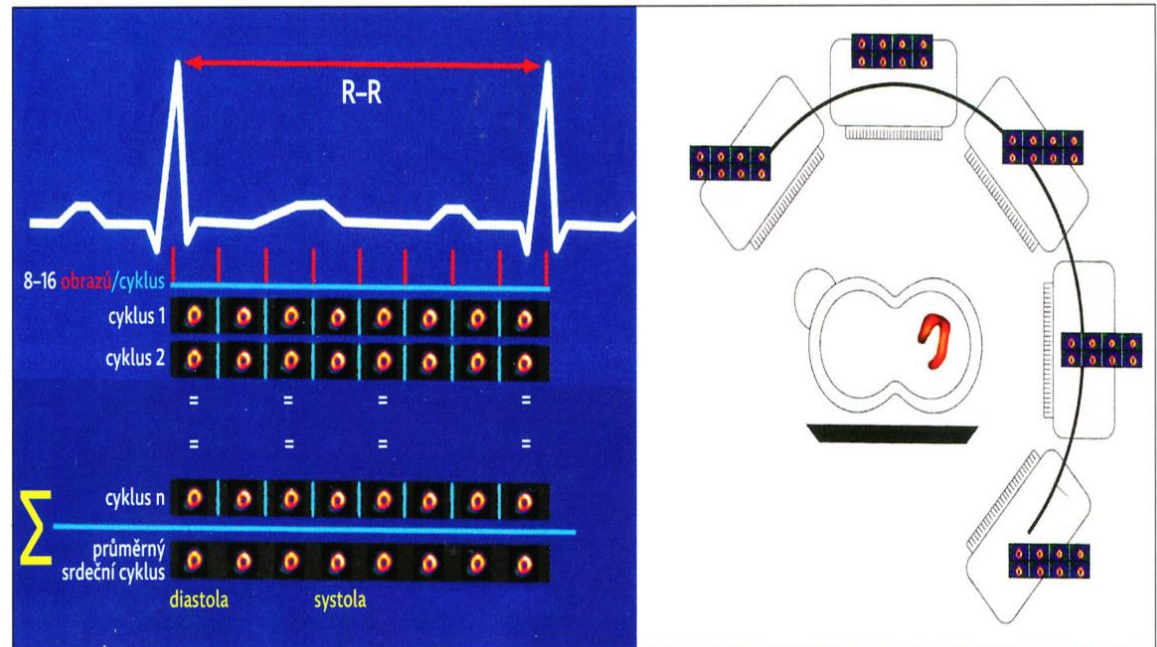 R–R
8–16 obrazů/cyklus
cyklus 1
cyklus 2
=
=
=
=
=
=
=
=
cyklus n
Σ
průměrný
srdeční cyklus
diastola
systola